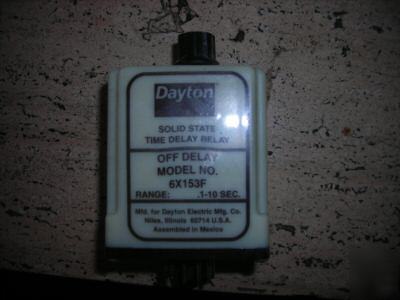 Dayton
SOLID STATE
TIME DELAY RELAY
OFF DELAY
MODEL NO.
6X153F
RANGE: .1-10 SEC.
Mfd. for Dayton Electric Mfg. Co.
Niles, Illinois 60714 U.S.A.
Assembled in Mexico